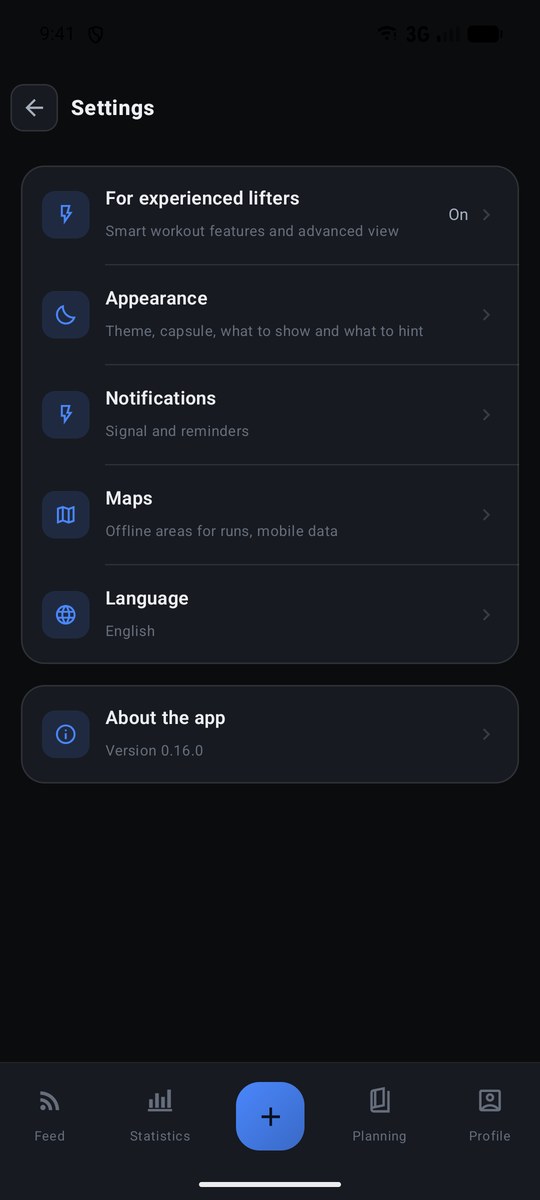 9:41
3G
Settings
For experienced lifters
Smart workout features and advanced view
On
Appearance
Theme, capsule, what to show and what to hint
Notifications
Signal and reminders
Maps
Offline areas for runs, mobile data
Language
English
About the app
Version 0.16.0
Feed
Statistics
Planning
Profile